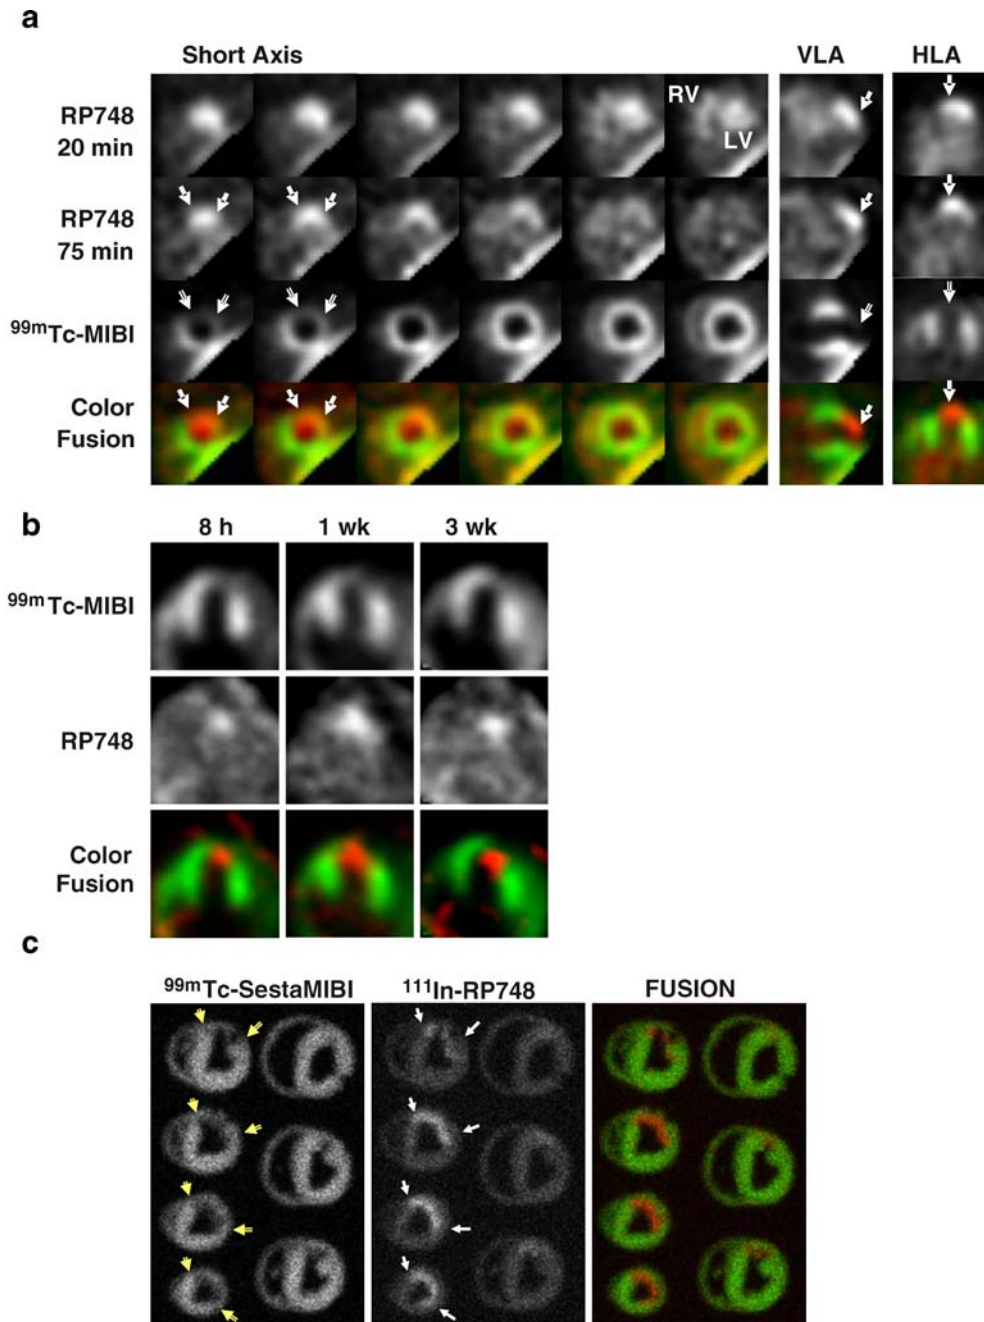 a
Short Axis VLA HLA
RP748
20 min
RV
LV
RP748
75 min
99mTc-MIBI
Color
Fusion
b
8 h 1 wk 3 wk
99mTc-MIBI
RP748
Color
Fusion
c
99mTc-SestaMIBI 111In-RP748 FUSION